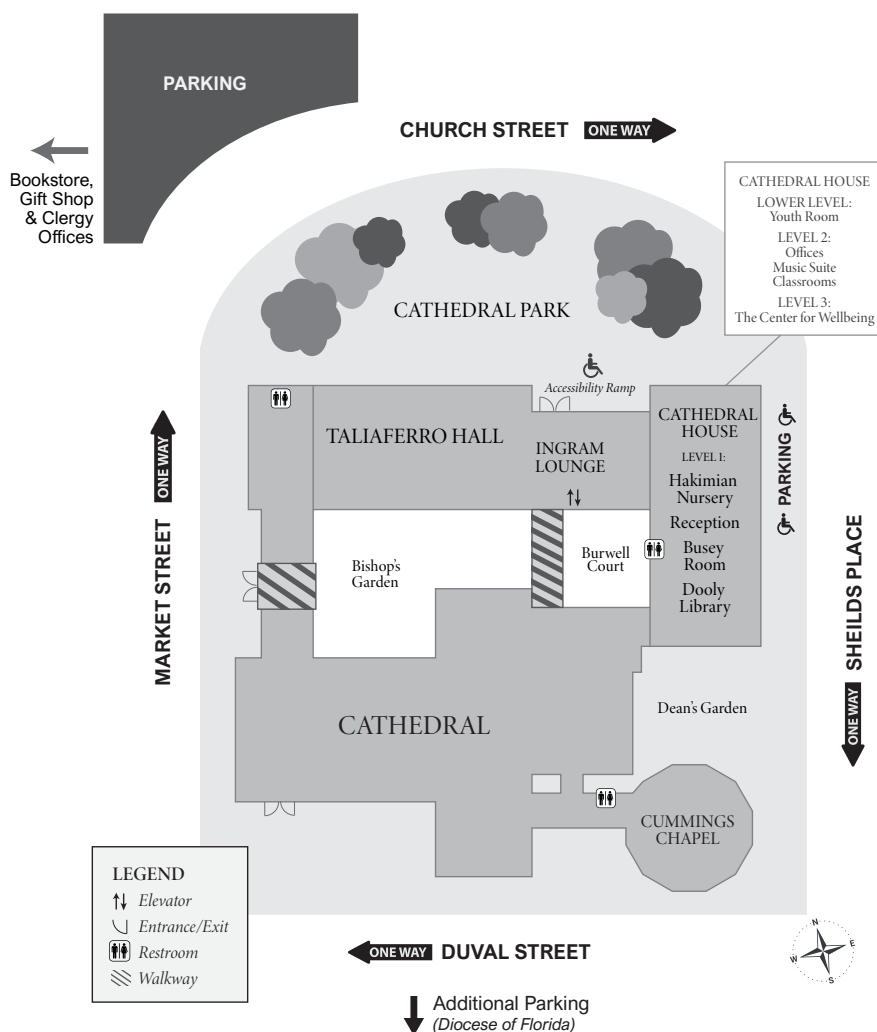 PARKING
CHURCH STREET ONE WAY
Bookstore,
Gift Shop
& Clergy
Offices
CATHEDRAL HOUSE
LOWER LEVEL:
Youth Room
LEVEL 2:
Offices
Music Suite
Classrooms
LEVEL 3:
The Center for Wellbeing
CATHEDRAL PARK
Accessibility Ramp
TALIAFERRO HALL
INGRAM
LOUNGE
CATHEDRAL
HOUSE
LEVEL 1:
Hakimian
Nursery
Reception
Busey
Room
Dooly
Library
PARKING
MARKET STREET ONE WAY
SHEILDS PLACE
ONE WAY
Bishop's
Garden
Burwell
Court
CATHEDRAL
Dean's Garden
CUMMINGS
CHAPEL
LEGEND
Elevator
Entrance/Exit
Restroom
Walkway
ONE WAY DUVAL STREET
Additional Parking
(Diocese of Florida)
N
E
S
W